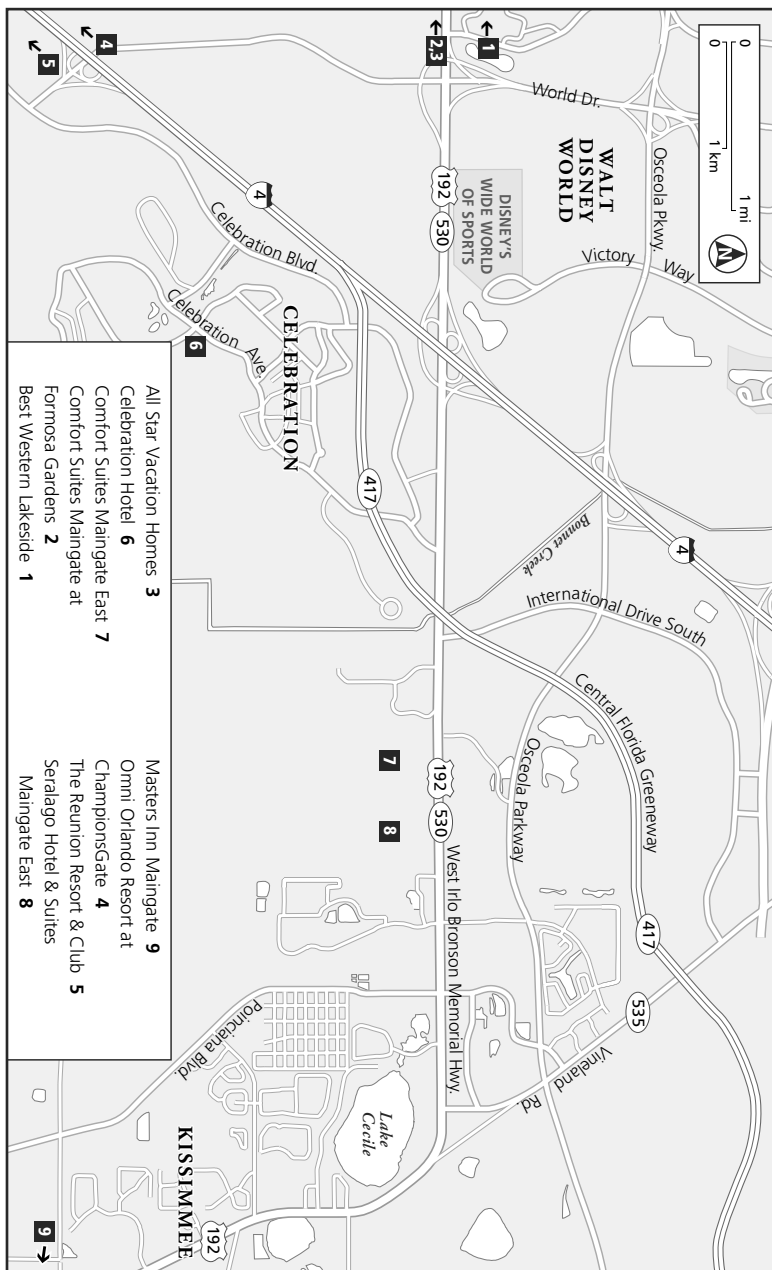 0
1 mi
0
1 km
N
1
2,3
4
5
World Dr.
Osceola Pkwy.
WALT
DISNEY
WORLD
192
530
DISNEY'S
WIDE WORLD
OF SPORTS
Victory Way
4
Celebration Blvd.
Celebration Ave.
6
CELEBRATION
417
4
Bonnet Creek
International Drive South
Central Florida Greeneway
Osceola Parkway
7
8
192
530
West Irlo Bronson Memorial Hwy.
417
535
Vineland Rd.
Poinciana Blvd.
Lake
Cecile
KISSIMMEE
192
9
All Star Vacation Homes 3
Celebration Hotel 6
Comfort Suites Maingate East 7
Comfort Suites Maingate at
Formosa Gardens 2
Best Western Lakeside 1
Masters Inn Maingate 9
Omni Orlando Resort at
ChampionsGate 4
The Reunion Resort & Club 5
Seralago Hotel & Suites
Maingate East 8